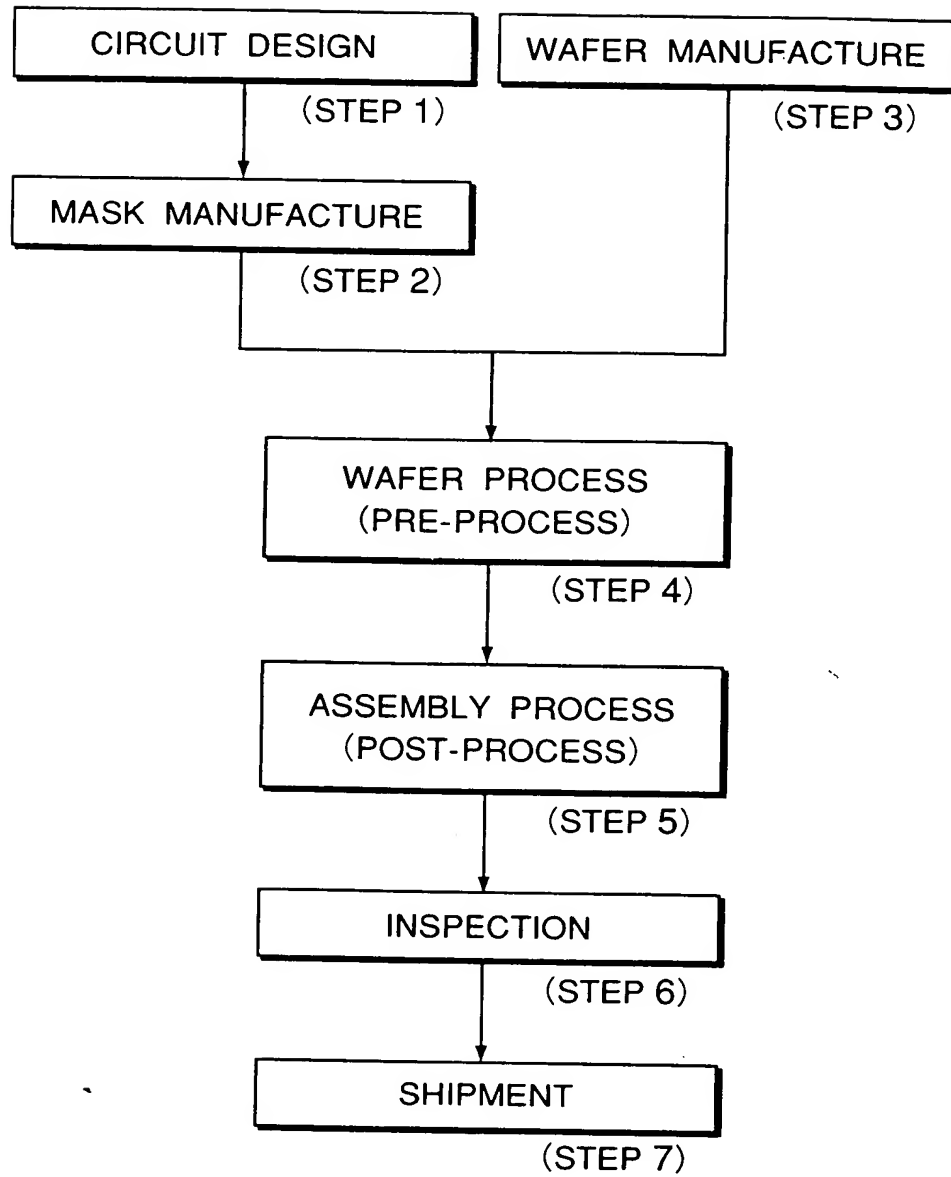 CIRCUIT DESIGN
(STEP 1)
WAFER MANUFACTURE
(STEP 3)
MASK MANUFACTURE
(STEP 2)
WAFER PROCESS
(PRE-PROCESS)
(STEP 4)
ASSEMBLY PROCESS
(POST-PROCESS)
(STEP 5)
INSPECTION
(STEP 6)
SHIPMENT
(STEP 7)